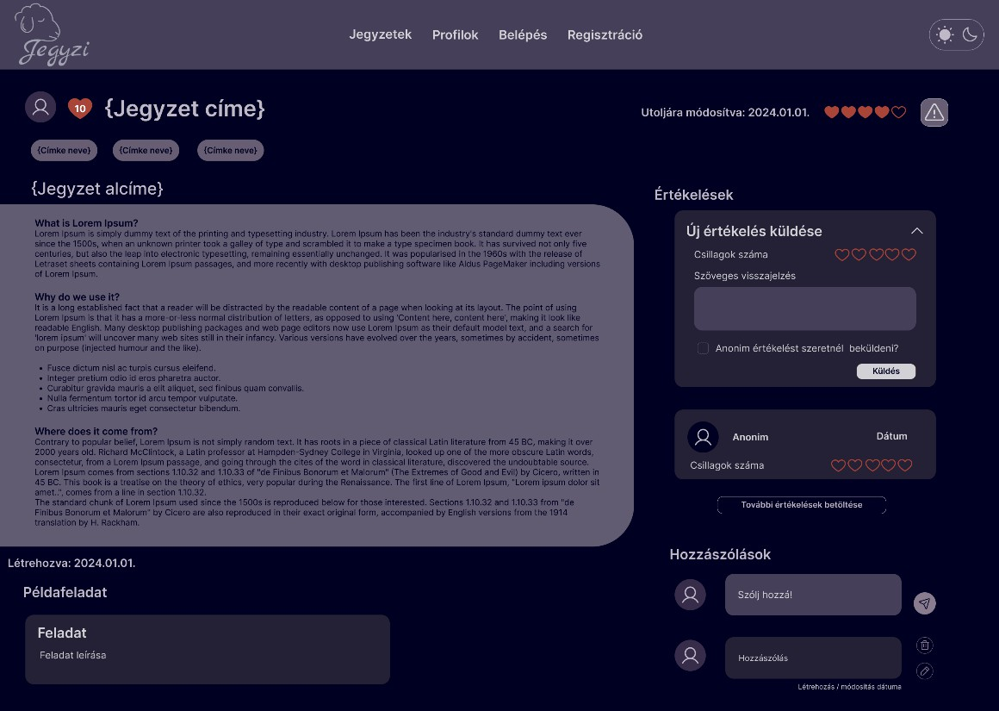 Jegyzi
Jegyzetek Profilok Belépés Regisztráció
10
{Jegyzet címe}
Utoljára módosítva: 2024.01.01.
{Címke neve} {Címke neve} {Címke neve}
{Jegyzet alcíme}
What is Lorem Ipsum?
Lorem Ipsum is simply dummy text of the printing and typesetting industry. Lorem Ipsum has been the industry's standard dummy text ever
since the 1500s, when an unknown printer took a galley of type and scrambled it to make a type specimen book. It has survived not only five
centuries, but also the leap into electronic typesetting, remaining essentially unchanged. It was popularised in the 1960s with the release of
Letraset sheets containing Lorem Ipsum passages, and more recently with desktop publishing software like Aldus PageMaker including versions
of Lorem Ipsum.
Why do we use it?
It is a long established fact that a reader will be distracted by the readable content of a page when looking at its layout. The point of using
Lorem Ipsum is that it has a more-or-less normal distribution of letters, as opposed to using 'Content here, content here', making it look like
readable English. Many desktop publishing packages and web page editors now use Lorem Ipsum as their default model text, and a search for
'lorem ipsum' will uncover many web sites still in their infancy. Various versions have evolved over the years, sometimes by accident, sometimes
on purpose (injected humour and the like).
• Fusce dictum nisl ac turpis cursus eleifend.
• Integer pretium odio id eros pharetra auctor.
• Curabitur gravida mauris a elit aliquet, sed finibus quam convallis.
• Nulla fermentum tortor id arcu tempor vulputate.
• Cras ultricies mauris eget consectetur bibendum.
Where does it come from?
Contrary to popular belief, Lorem Ipsum is not simply random text. It has roots in a piece of classical Latin literature from 45 BC, making it over
2000 years old. Richard McClintock, a Latin professor at Hampden-Sydney College in Virginia, looked up one of the more obscure Latin words,
consectetur, from a Lorem Ipsum passage, and going through the cites of the word in classical literature, discovered the undoubtable source.
Lorem Ipsum comes from sections 1.10.32 and 1.10.33 of "de Finibus Bonorum et Malorum" (The Extremes of Good and Evil) by Cicero, written in
45 BC. This book is a treatise on the theory of ethics, very popular during the Renaissance. The first line of Lorem Ipsum, "Lorem ipsum dolor sit
amet..", comes from a line in section 1.10.32.
The standard chunk of Lorem Ipsum used since the 1500s is reproduced below for those interested. Sections 1.10.32 and 1.10.33 from "de
Finibus Bonorum et Malorum" by Cicero are also reproduced in their exact original form, accompanied by English versions from the 1914
translation by H. Rackham.
Létrehozva: 2024.01.01.
Példafeladat
Feladat
Feladat leírása
Értékelések
Új értékelés küldése
Csillagok száma
Szöveges visszajelzés
Anonim értékelést szeretnél beküldeni?
Küldés
Anonim Dátum
Csillagok száma
További értékelések betöltése
Hozzászólások
Szólj hozzá!
Hozzászólás
Létrehozás / módosítás dátuma